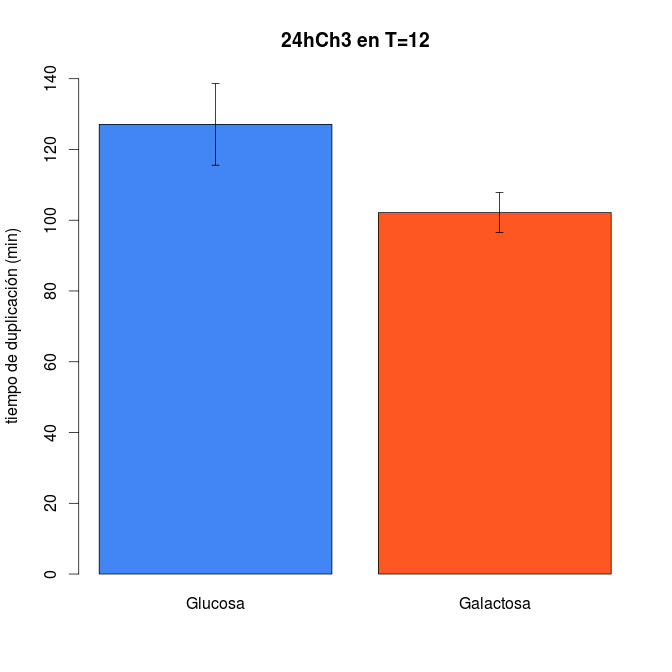 24hCh3 en T=12
tiempo de duplicación (min)
140
120
100
80
60
40
20
0
Glucosa
Galactosa